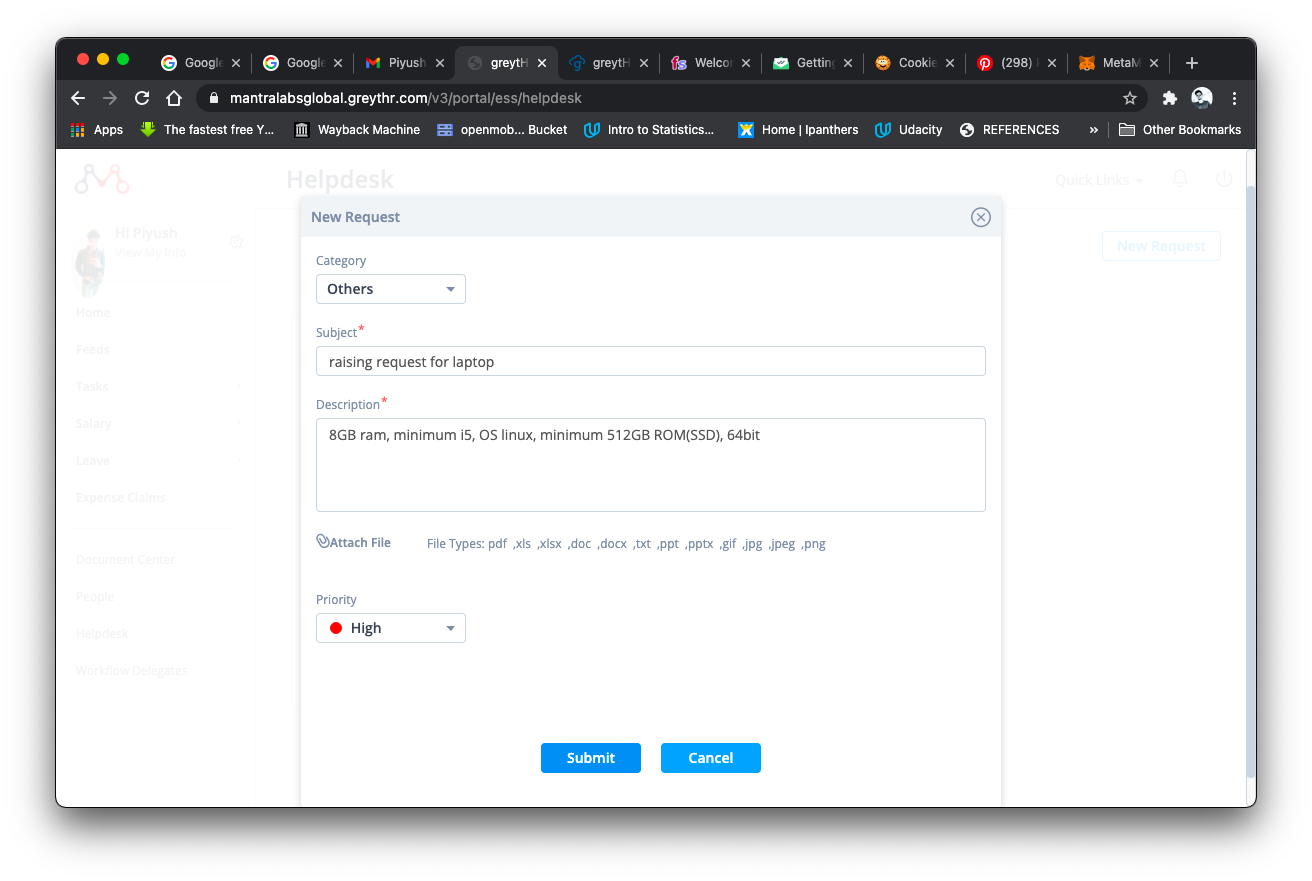 Google
Google
Piyush
greytH
greytH
Welcor
Getting
Cookie
(298)
MetaM
mantralabsglobal.greythr.com/v3/portal/ess/helpdesk
Apps
The fastest free Y...
Wayback Machine
openmob... Bucket
Intro to Statistics...
Home | Ipanthers
Udacity
REFERENCES
»
Other Bookmarks
Helpdesk
Quick Links
Hi Piyush
View My Info
New Request
Home
Feeds
Tasks
Salary
Leave
Expense Claims
Document Center
People
Helpdesk
Workflow Delegates
New Request
Category
Others
Subject*
raising request for laptop
Description*
8GB ram, minimum i5, OS linux, minimum 512GB ROM(SSD), 64bit
Attach File
File Types: pdf ,xls ,xlsx ,doc ,docx ,txt ,ppt ,pptx ,gif ,jpg ,jpeg ,png
Priority
High
Submit
Cancel